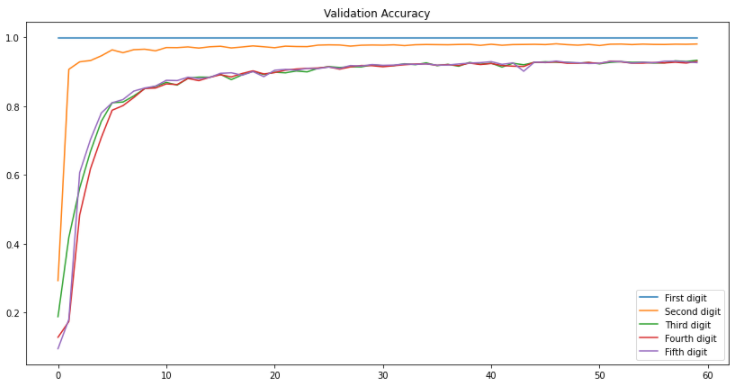 Validation Accuracy
1.0
0.8
0.6
0.4
0.2
0
10
20
30
40
50
60
First digit
Second digit
Third digit
Fourth digit
Fifth digit